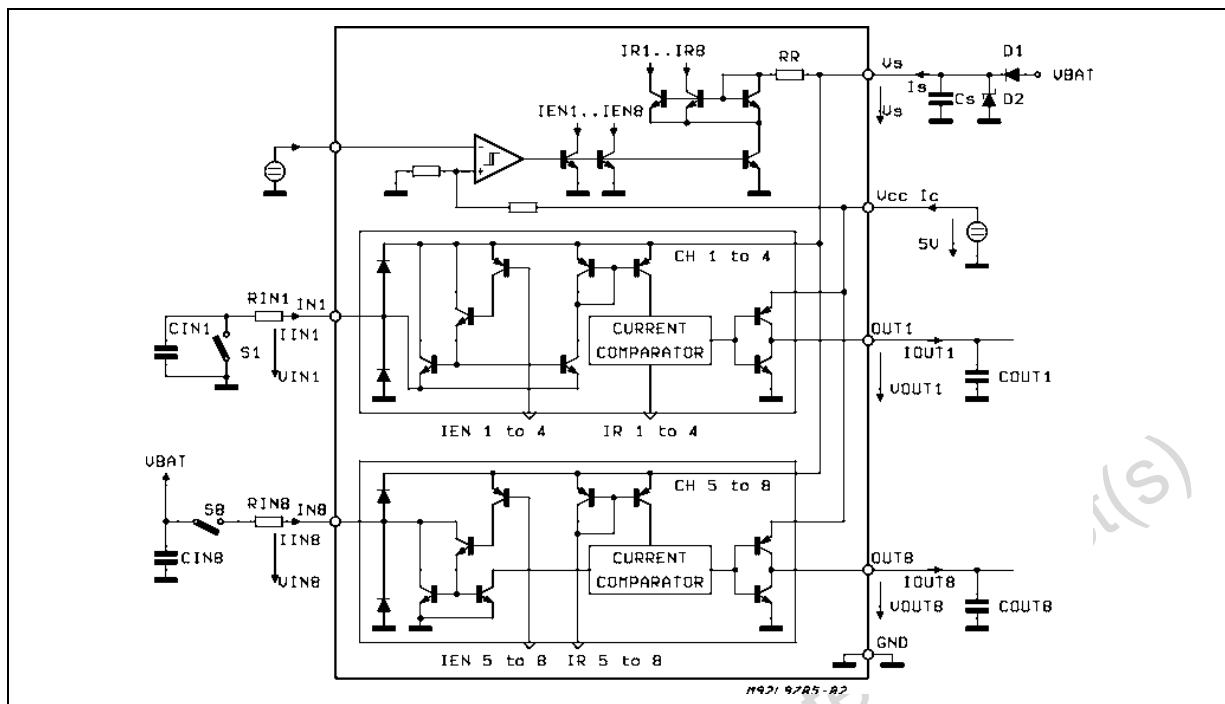 IR1..IR8
RR
Vs
D1
VBAT
Is
Cs
D2
Vs
IEN1..IEN8
Vcc Ic
5V
CH 1 to 4
RIN1
IN1
CIN1
S1
IIN1
VIN1
CURRENT
COMPARATOR
OUT1
IOUT1
VOUT1
COUT1
IEN 1 to 4
IR 1 to 4
VBAT
CH 5 to 8
S8
RIN8
IN8
CIN8
IIN8
VIN8
CURRENT
COMPARATOR
OUT8
IOUT8
VOUT8
COUT8
IEN 5 to 8
IR 5 to 8
GND
t(s)